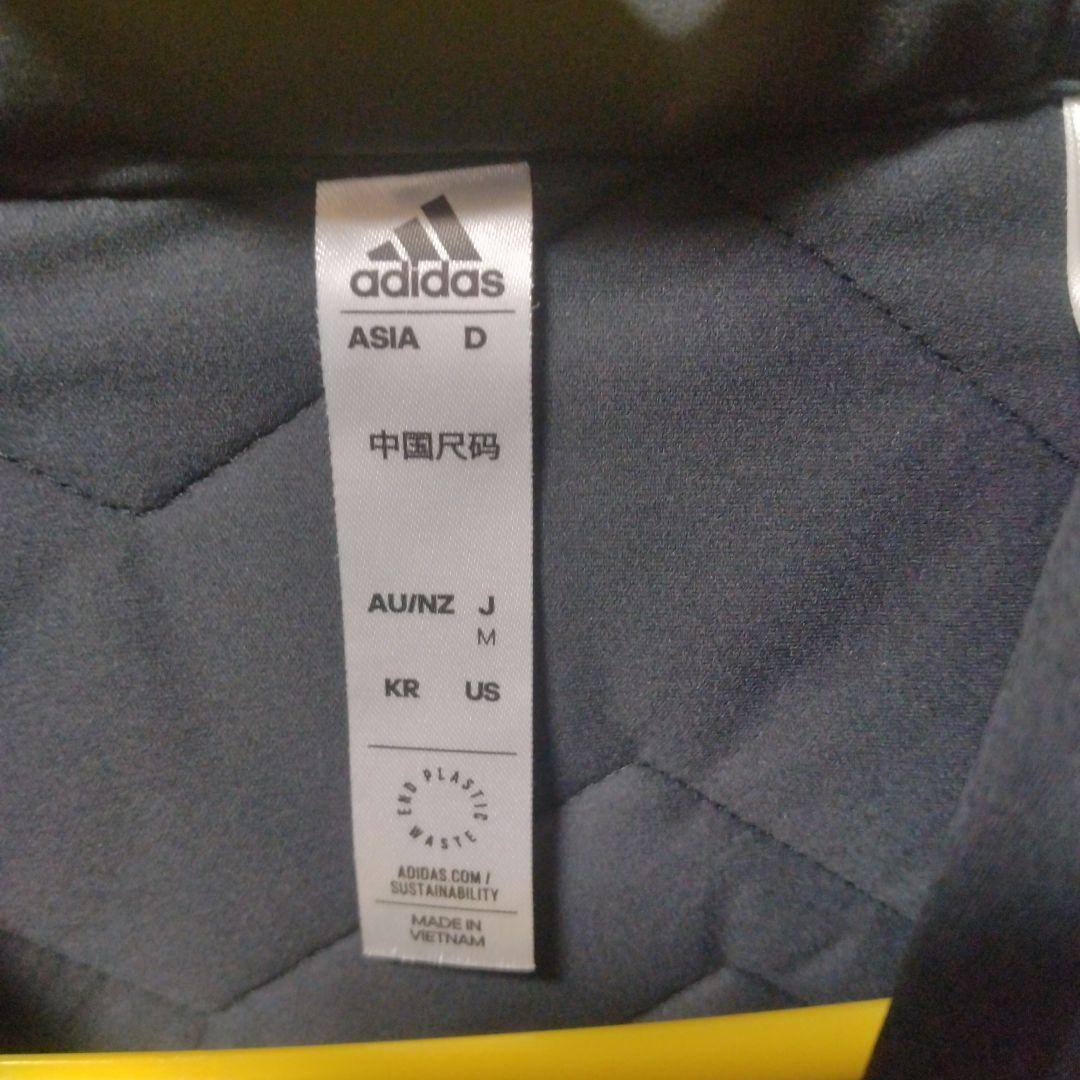 adidas
ASIA D
中国尺码
AU/NZ J
M
KR US
END PLASTIC WASTE
ADIDAS.COM /
SUSTAINABILITY
MADE IN
VIETNAM